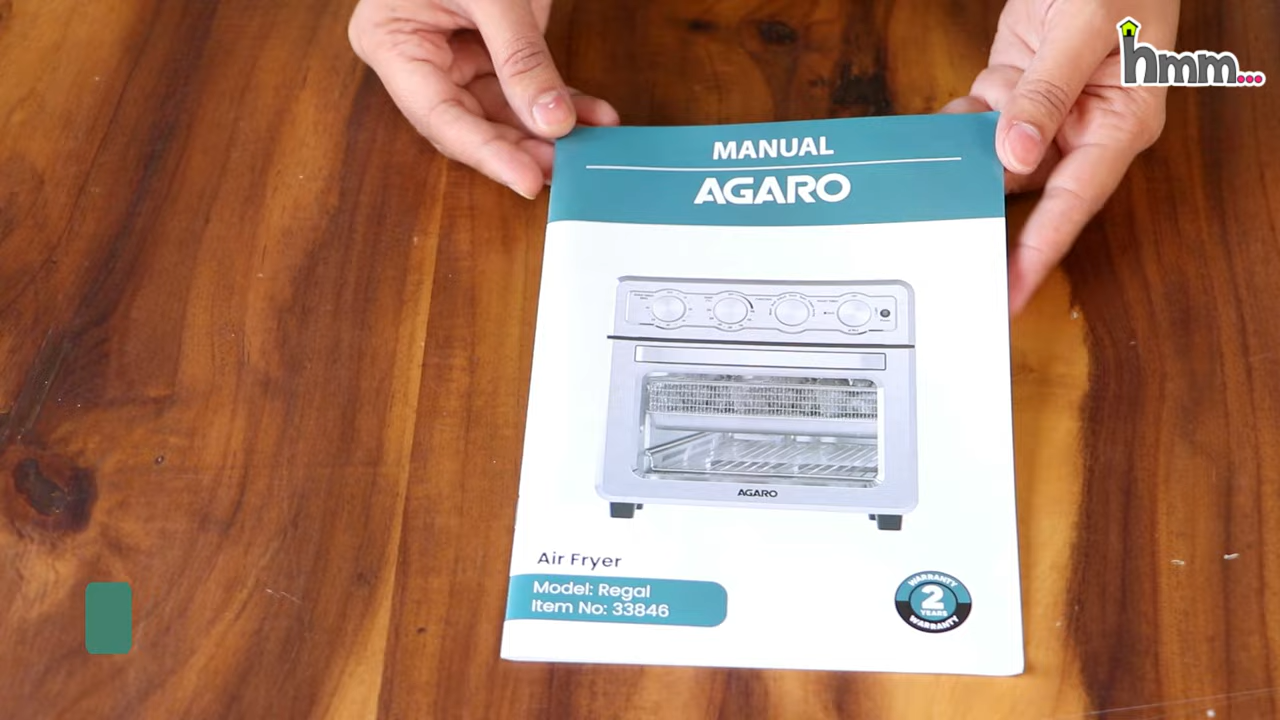 hmm...
MANUAL
AGARO
AGARO
Air Fryer
Model: Regal
Item No: 33846
WARRANTY
2
YEARS
WARRANTY